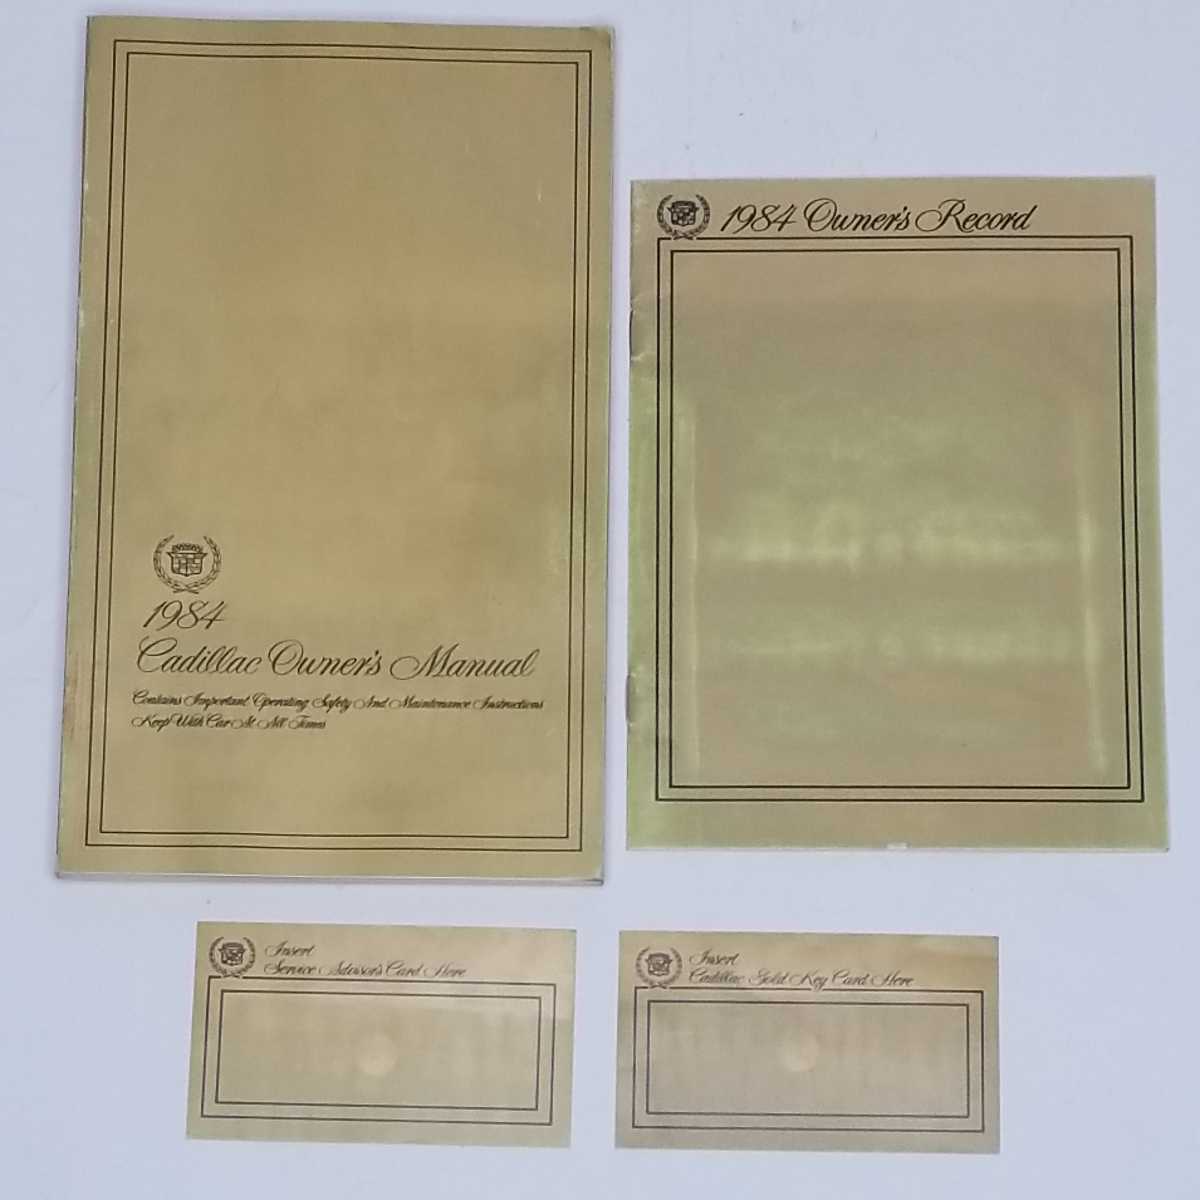 1984
Cadillac Owner's Manual
Contains Important Operating Safety And Maintenance Instructions
Keep With Car At All Times
1984 Owner's Record
Insert
Service Advisor's Card Here
Insert
Cadillac Gold Key Card Here